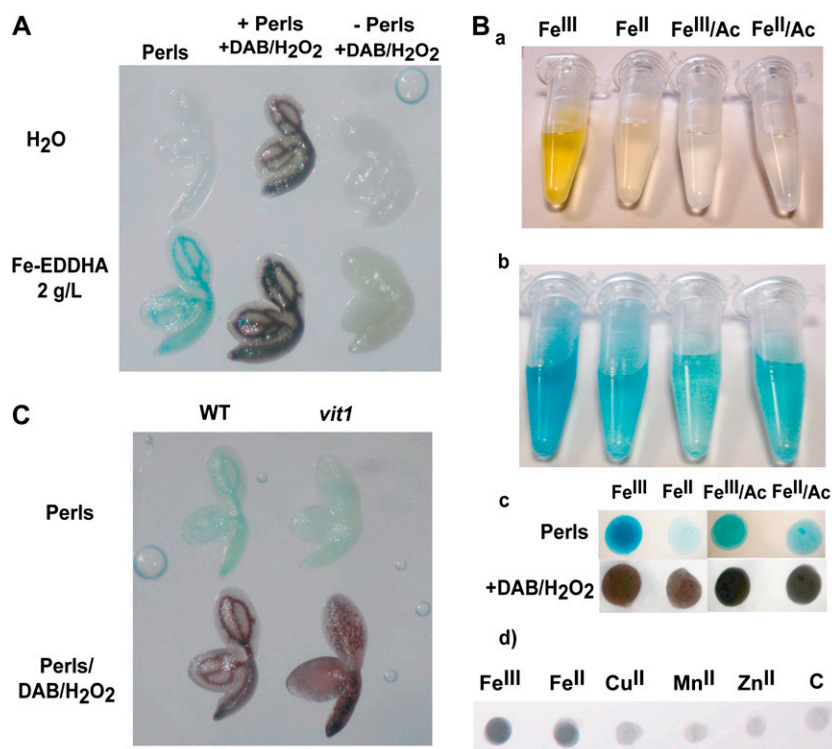 A
Perls
+ Perls
+DAB/H2O2
- Perls
+DAB/H2O2
H2O
Fe-EDDHA
2 g/L
B
a
FeIII
FeII
FeIII/Ac
FeII/Ac
b
c
FeIII
FeII
FeIII/Ac
FeII/Ac
Perls
+DAB/H2O2
d)
FeIII
FeII
CuII
MnII
ZnII
C
C
WT
vit1
Perls
Perls/
DAB/H2O2